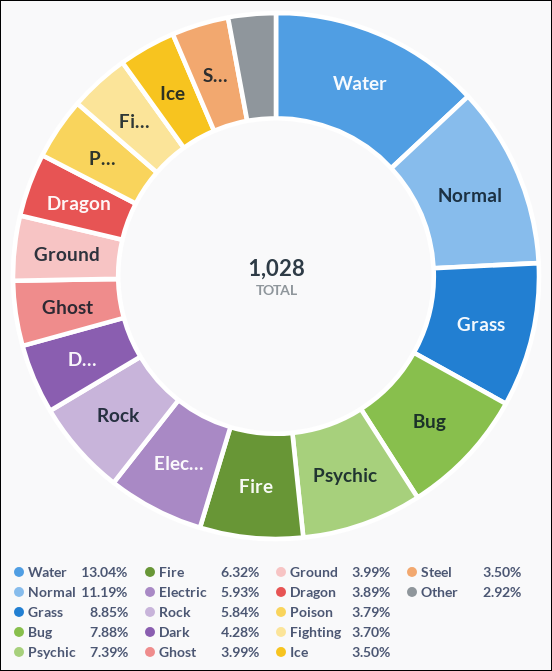 Water
Normal
Grass
Bug
Psychic
Fire
Elec...
Rock
D...
Ghost
Ground
Dragon
P...
Fi...
Ice
S...
1,028
TOTAL
Water 13.04%
Normal 11.19%
Grass 8.85%
Bug 7.88%
Psychic 7.39%
Fire 6.32%
Electric 5.93%
Rock 5.84%
Dark 4.28%
Ghost 3.99%
Ground 3.99%
Dragon 3.89%
Poison 3.79%
Fighting 3.70%
Ice 3.50%
Steel 3.50%
Other 2.92%